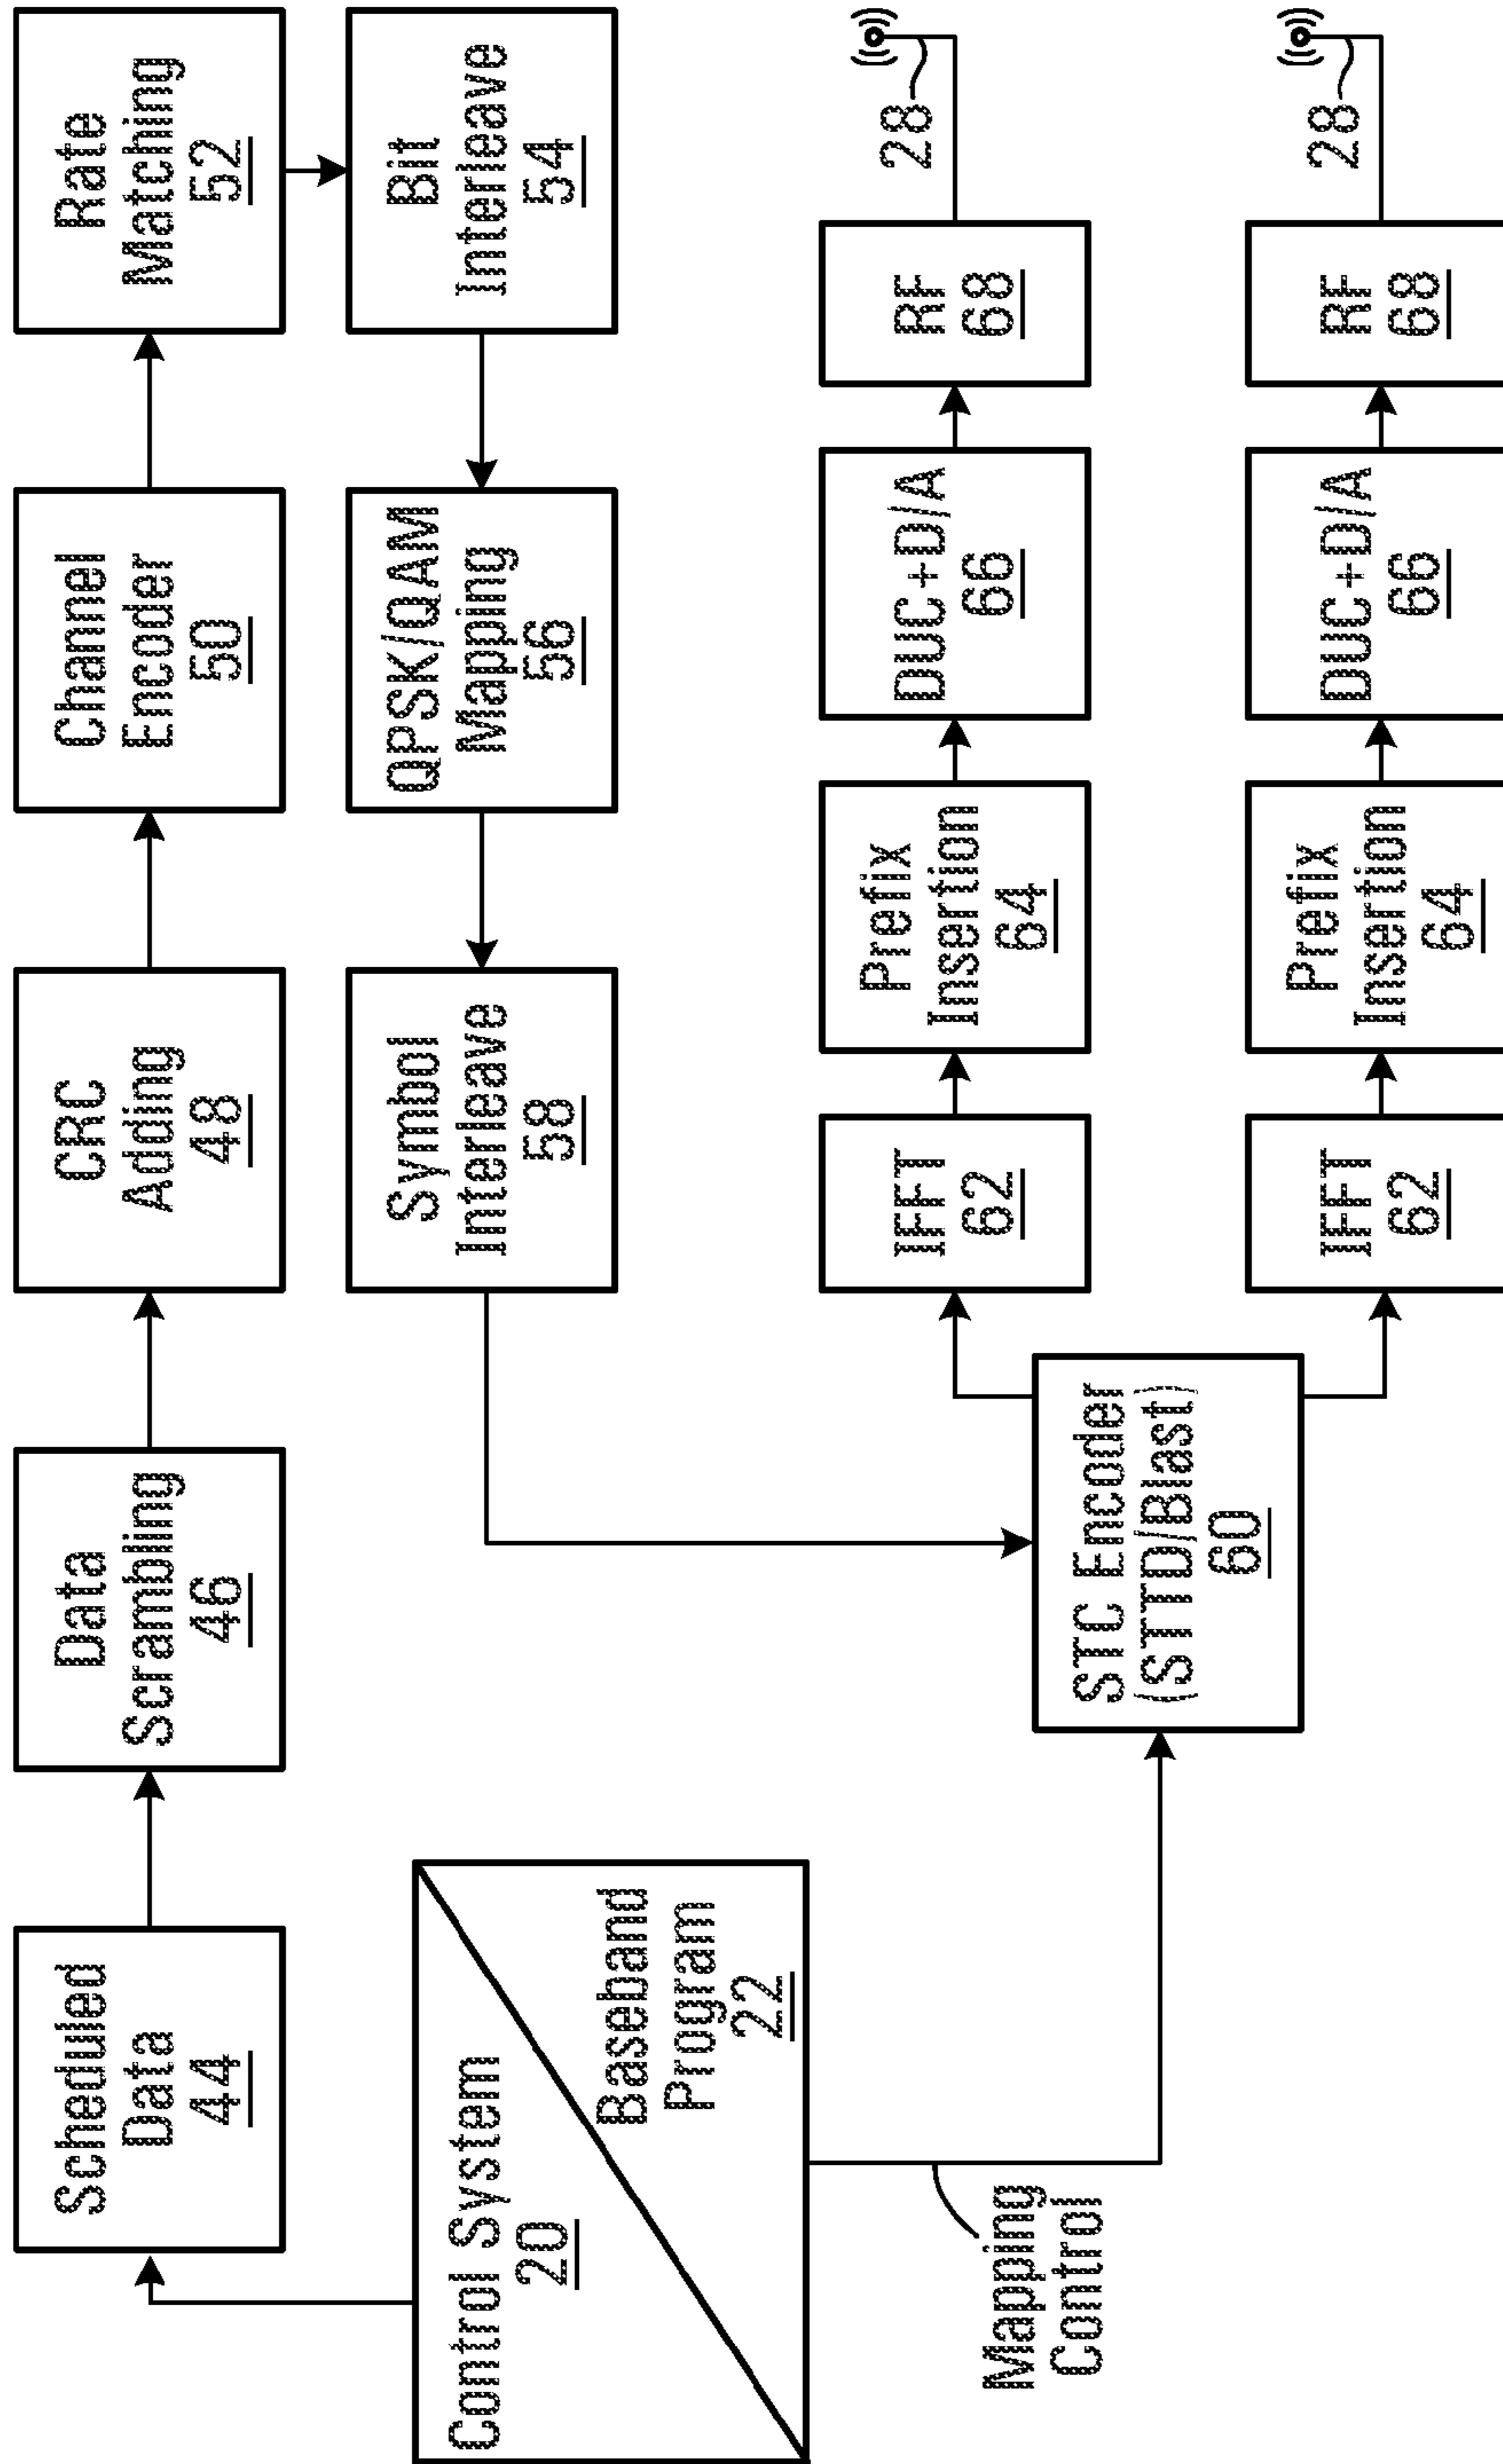 Scheduled
Data
44
Data
Scrambling
46
CRC
Adding
48
Channel
Encoder
50
Rate
Matching
52
Bit
Interleave
54
QPSK/QAM
Mapping
56
Symbol
Interleave
58
Control System
20
Baseband
Program
22
Mapping
Control
STC Encoder
(STTD/Blast)
60
IFFT
62
Prefix
Insertion
64
DUC+D/A
66
RF
68
28
IFFT
62
Prefix
Insertion
64
DUC+D/A
66
RF
68
28